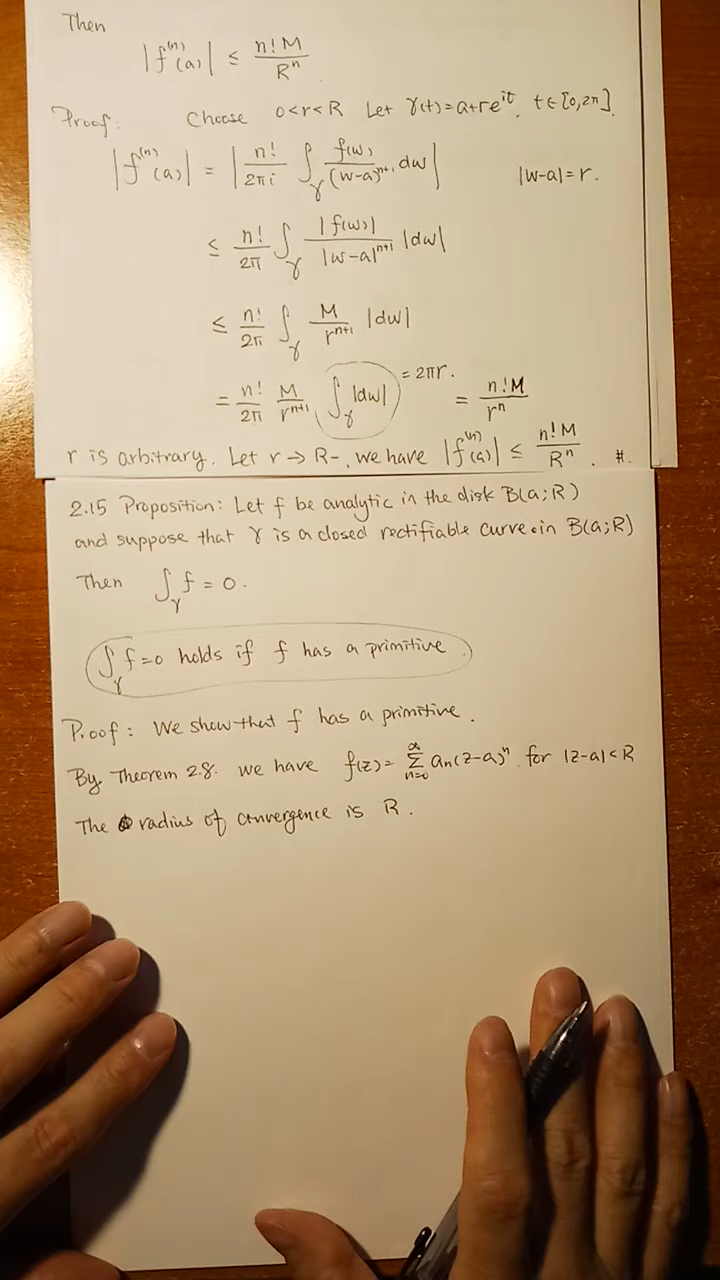 Then
|f⁽ⁿ⁾(a)| ≤ n!M / Rⁿ
Proof: Choose 0<r<R Let γ(t)=a+re^{it}, t∈[0,2π].
|f⁽ⁿ⁾(a)| = |n!/2πi ∫_γ f(w)/(w-a)^{n+1} dw| |w-a|=r.
≤ n!/2π ∫_γ |f(w)|/|w-a|^{n+1} |dw|
≤ n!/2π ∫_γ M/r^{n+1} |dw|
= n!/2π M/r^{n+1} ∫_γ |dw| = 2πr. = n!M/rⁿ
r is arbitrary. Let r → R-, we have |f⁽ⁿ⁾(a)| ≤ n!M/Rⁿ. #.
2.15 Proposition: Let f be analytic in the disk B(a;R)
and suppose that γ is a closed rectifiable curve in B(a;R)
Then ∫_γ f = 0.
∫_γ f=0 holds if f has a primitive.
Proof: We show that f has a primitive.
By Theorem 2.8. we have f(z)= ∑_{n=0}^∞ aₙ(z-a)ⁿ for |z-a|<R
The radius of convergence is R.